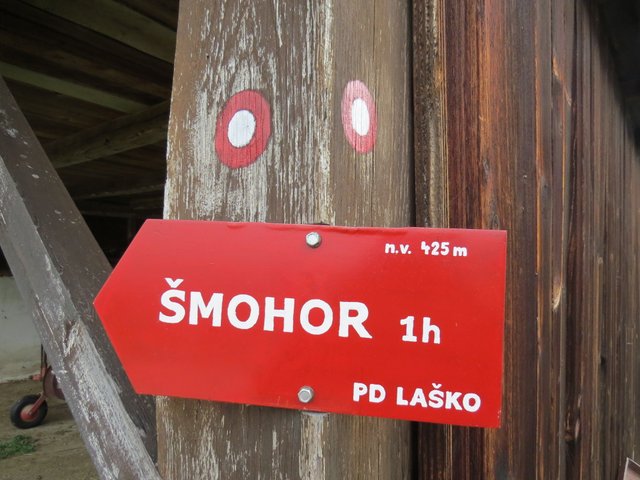 n.v. 425 m
ŠMOHOR 1h
PD LAŠKO